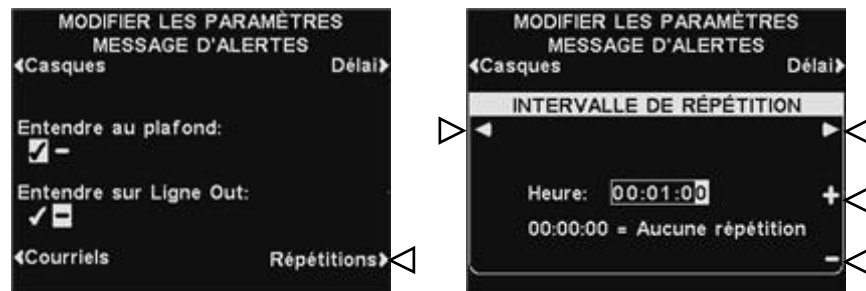 MODIFIER LES PARAMÈTRES
MESSAGE D'ALERTES
Casques Délai
Entendre au plafond:
Entendre sur Ligne Out:
Courriels Répétitions
MODIFIER LES PARAMÈTRES
MESSAGE D'ALERTES
Casques Délai
INTERVALLE DE RÉPÉTITION
Heure: 00:01:00
+
00:00:00 = Aucune répétition
-